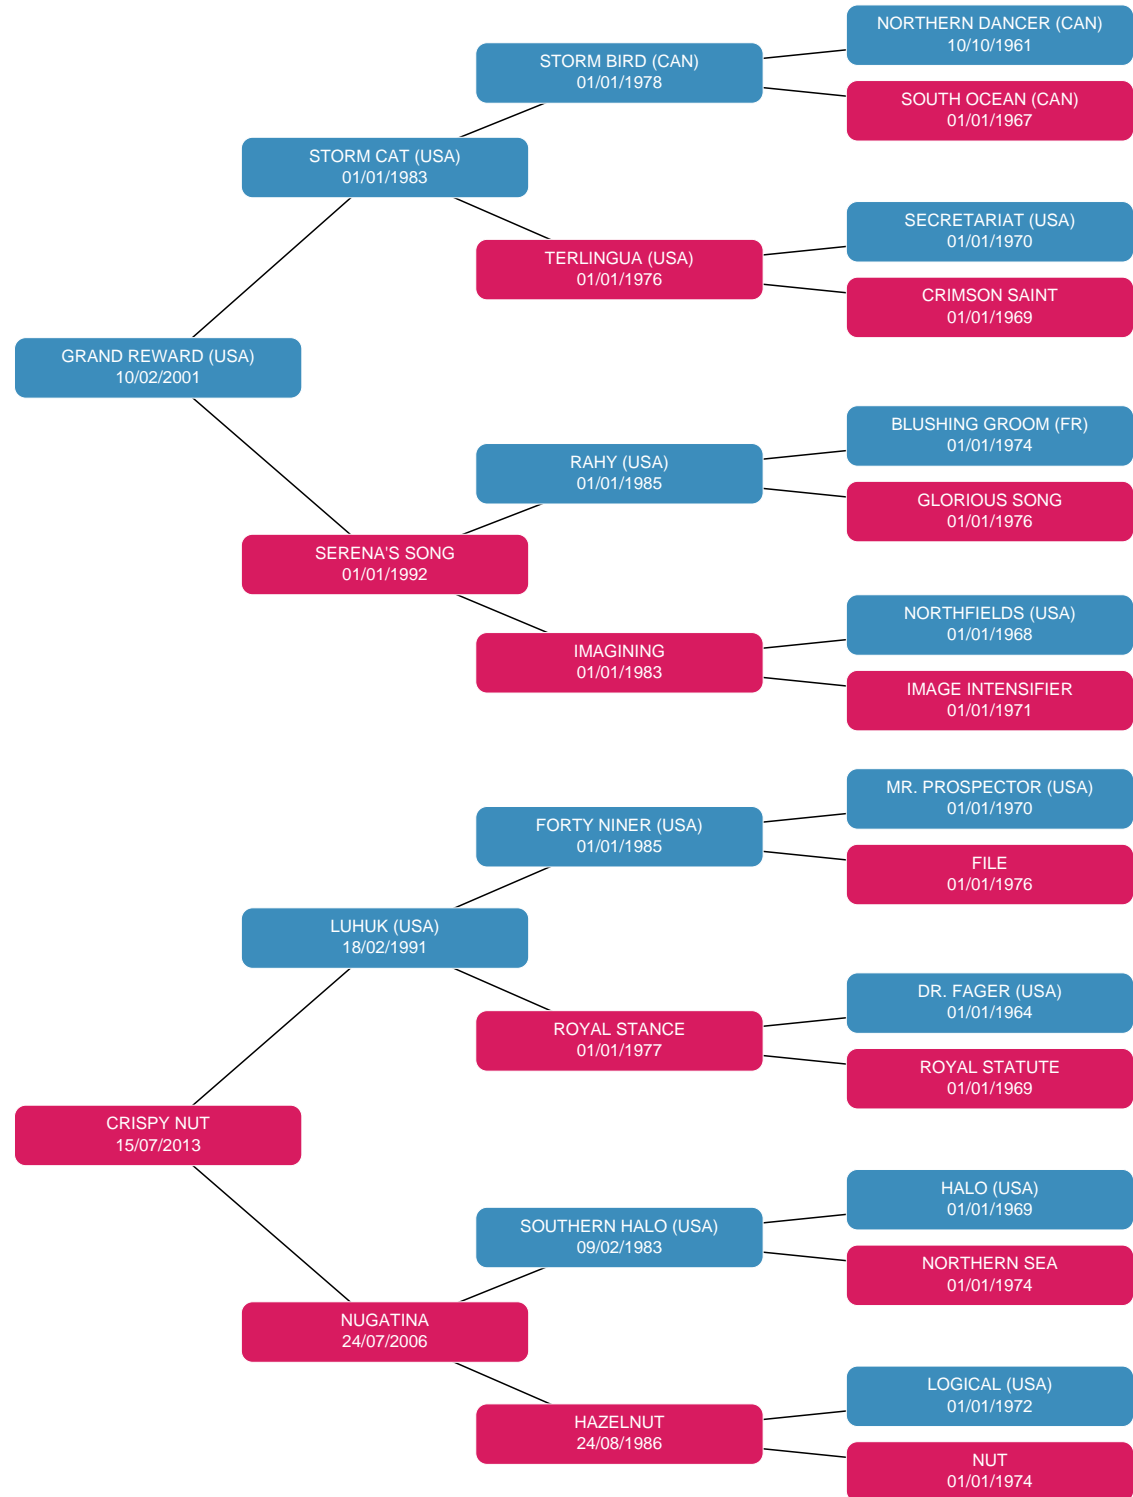 NORTHERN DANCER (CAN)
10/10/1961
STORM BIRD (CAN)
01/01/1978
SOUTH OCEAN (CAN)
01/01/1967
STORM CAT (USA)
01/01/1983
SECRETARIAT (USA)
01/01/1970
TERLINGUA (USA)
01/01/1976
CRIMSON SAINT
01/01/1969
GRAND REWARD (USA)
10/02/2001
BLUSHING GROOM (FR)
01/01/1974
RAHY (USA)
01/01/1985
GLORIOUS SONG
01/01/1976
SERENA'S SONG
01/01/1992
NORTHFIELDS (USA)
01/01/1968
IMAGINING
01/01/1983
IMAGE INTENSIFIER
01/01/1971
MR. PROSPECTOR (USA)
01/01/1970
FORTY NINER (USA)
01/01/1985
FILE
01/01/1976
LUHUK (USA)
18/02/1991
DR. FAGER (USA)
01/01/1964
ROYAL STANCE
01/01/1977
ROYAL STATUTE
01/01/1969
CRISPY NUT
15/07/2013
HALO (USA)
01/01/1969
SOUTHERN HALO (USA)
09/02/1983
NORTHERN SEA
01/01/1974
NUGATINA
24/07/2006
LOGICAL (USA)
01/01/1972
HAZELNUT
24/08/1986
NUT
01/01/1974